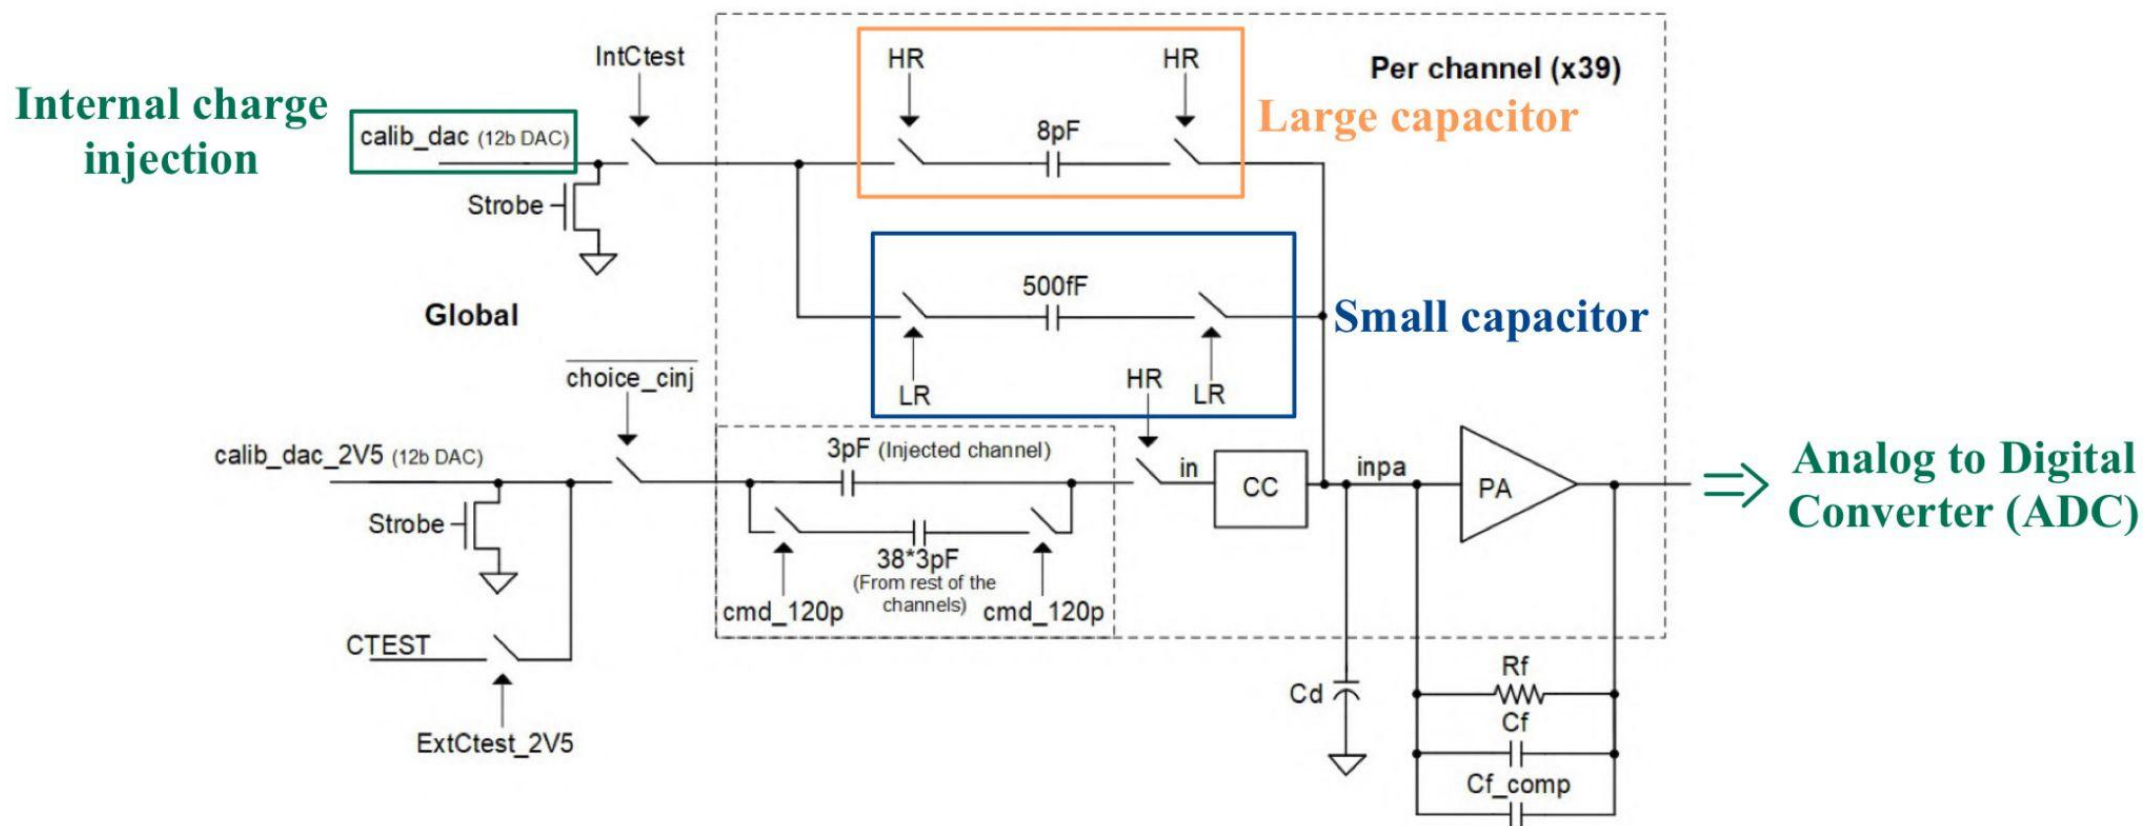 IntCtest
HR
HR
Per channel (x39)
Internal charge
injection
calib_dac (12b DAC)
8pF
Large capacitor
Strobe
500fF
Global
Small capacitor
choice_cinj
LR
HR
LR
calib_dac_2V5 (12b DAC)
3pF (Injected channel)
in
CC
inpa
PA
Analog to Digital
Converter (ADC)
Strobe
38*3pF
(From rest of the
channels)
cmd_120p
cmd_120p
CTEST
ExtCtest_2V5
Cd
Rf
Cf
Cf_comp